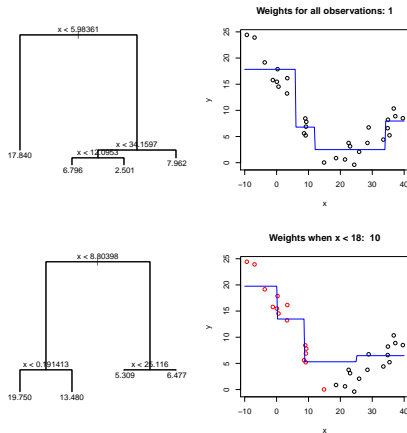 x < 5.98361
17.840
x < 34.1597
x < 12.0953
6.796
2.501
7.962
Weights for all observations: 1
y
0
5
10
15
20
25
−10
0
10
20
30
40
x
x < 8.80398
x < 0.191413
19.750
13.480
x < 25.116
5.309
6.477
Weights when x < 18:  10
y
0
5
10
15
20
25
−10
0
10
20
30
40
x